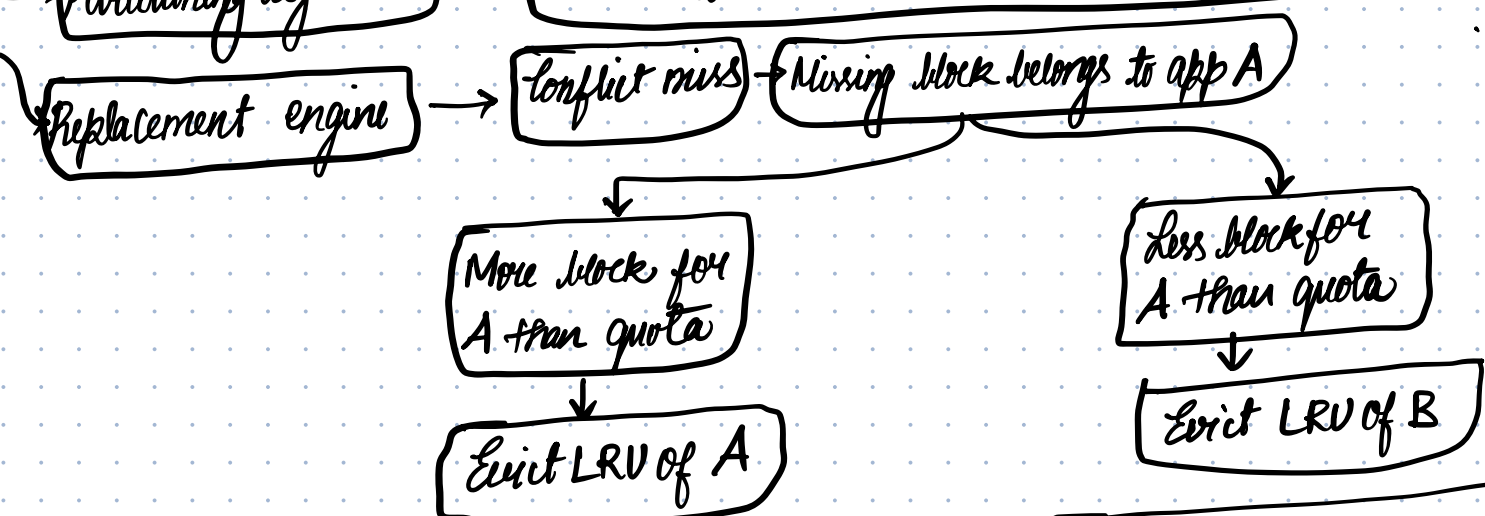 Replacement engine
Conflict miss
Missing block belongs to app A
More block for
A than quota
Less block for
A than quota
Evict LRU of A
Evict LRU of B